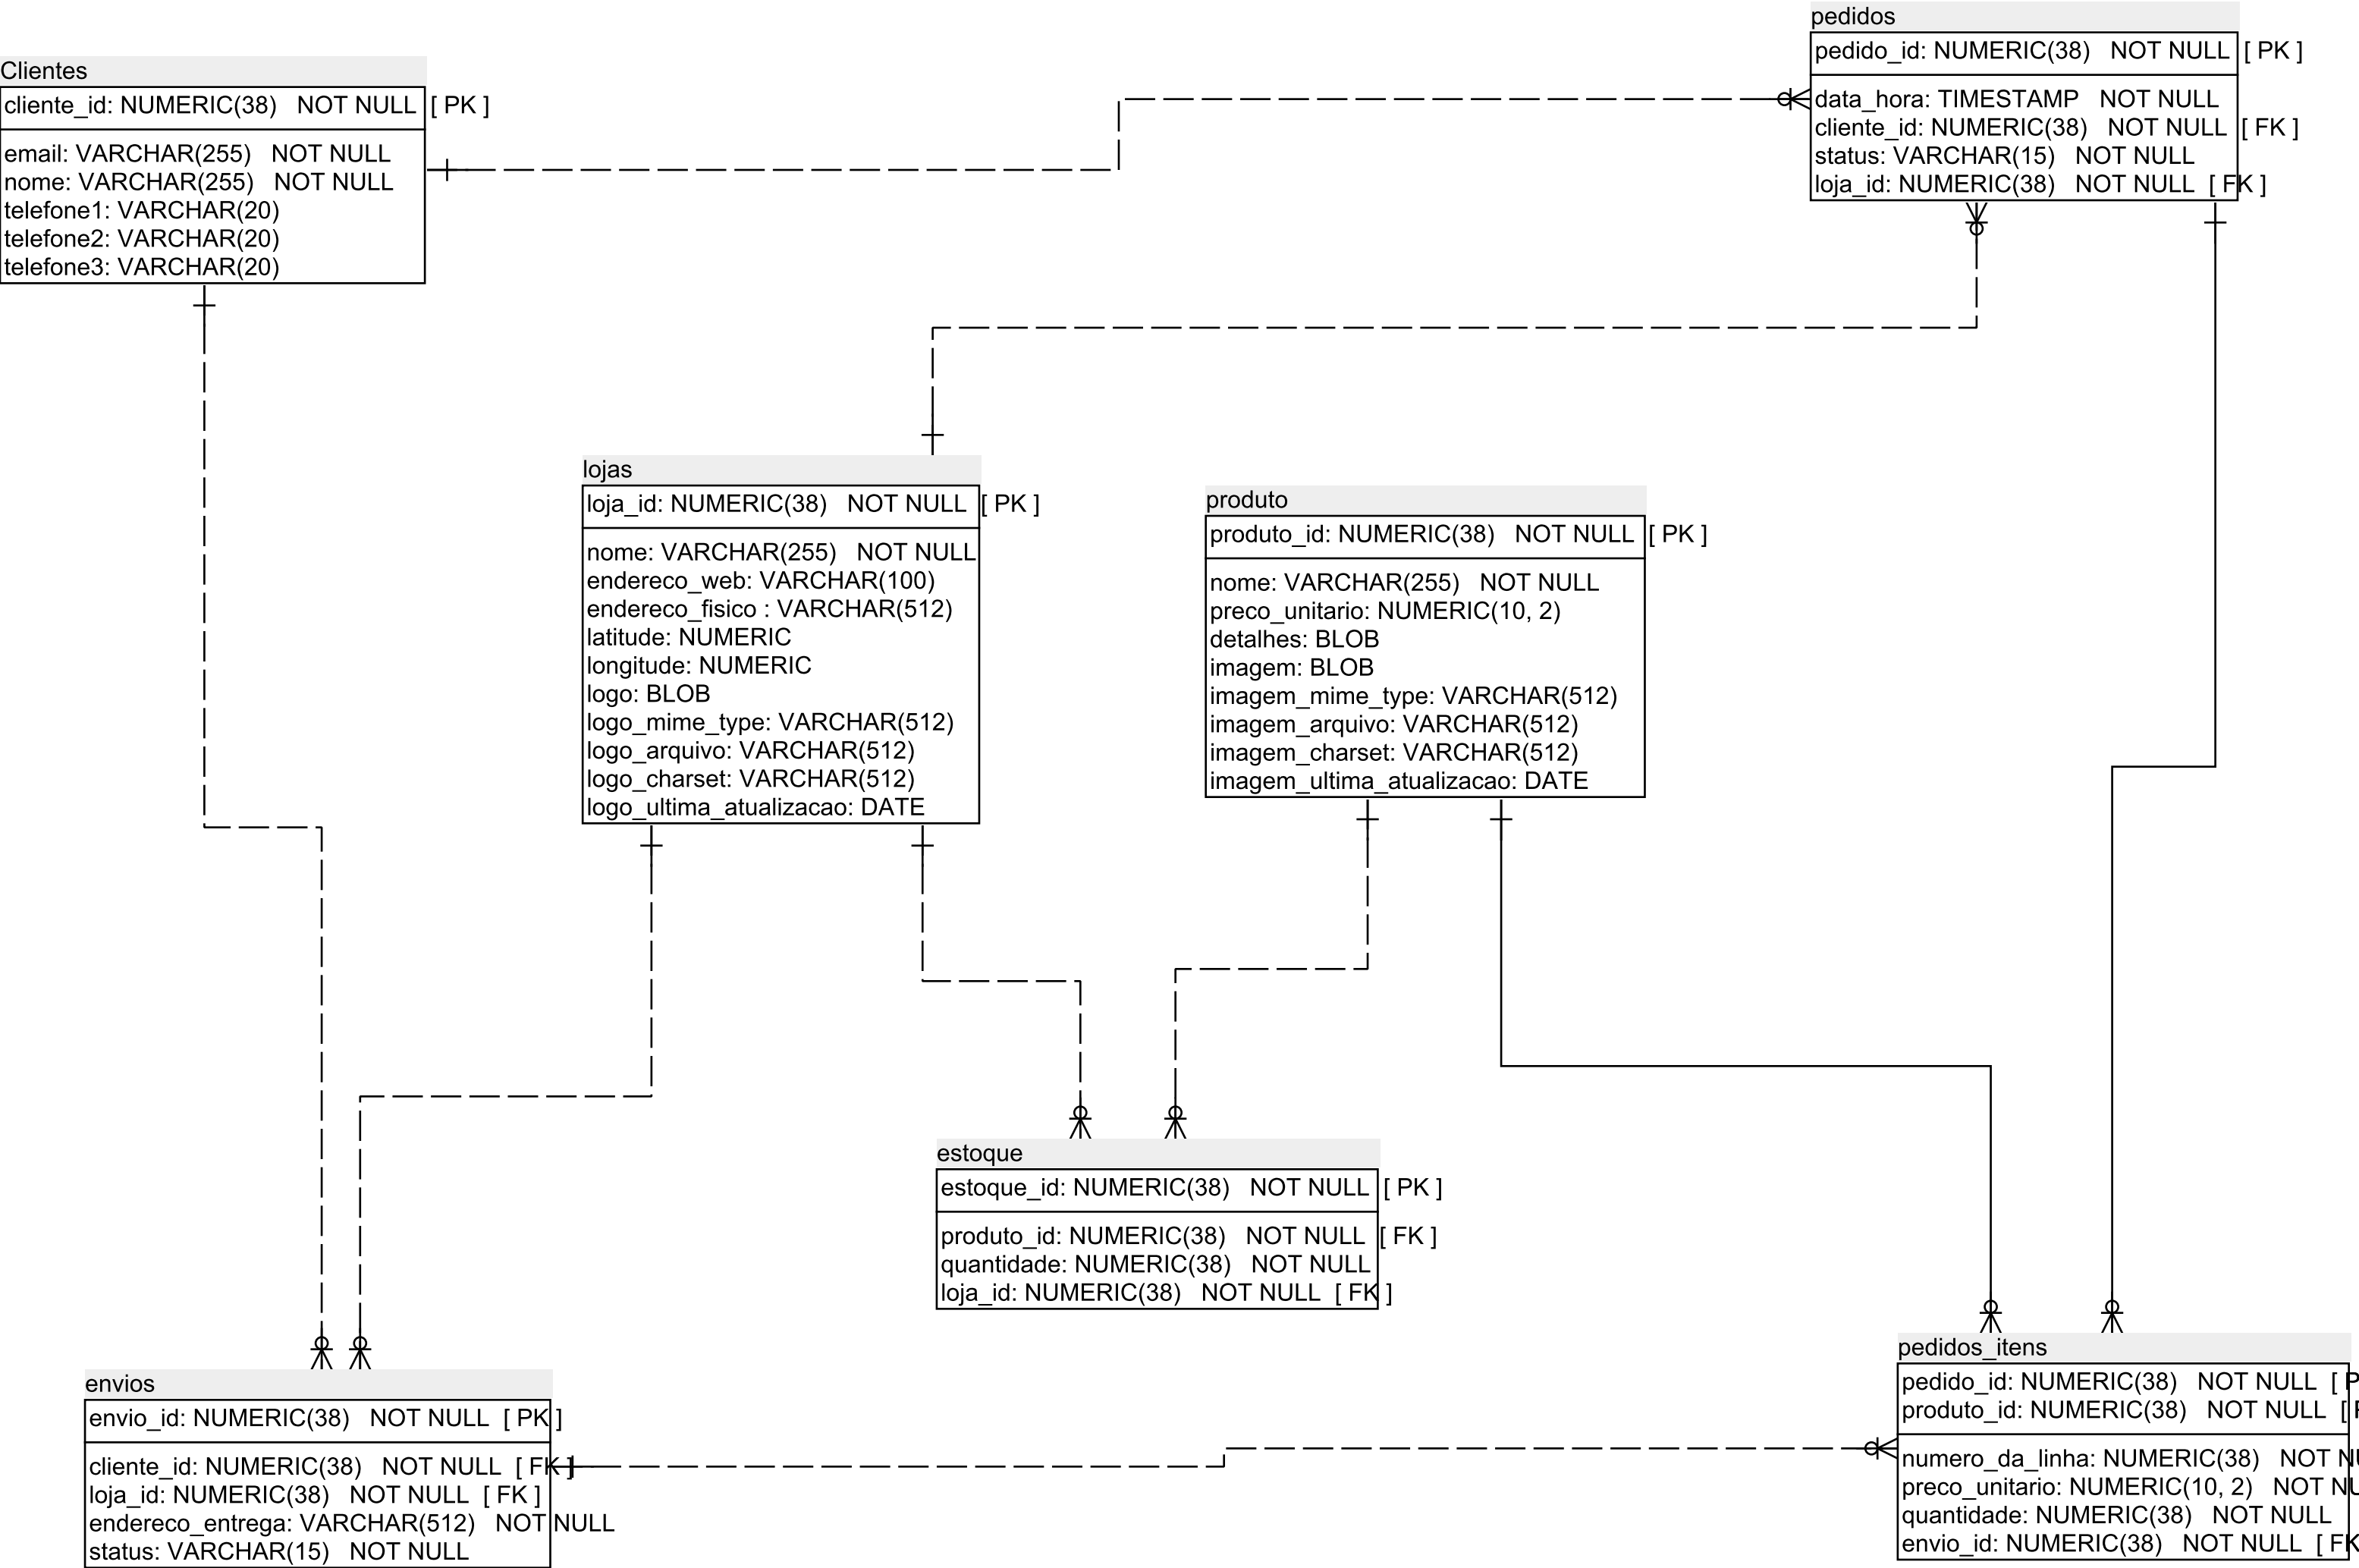 Clientes
cliente_id: NUMERIC(38) NOT NULL [ PK ]
email: VARCHAR(255) NOT NULL
nome: VARCHAR(255) NOT NULL
telefone1: VARCHAR(20)
telefone2: VARCHAR(20)
telefone3: VARCHAR(20)
pedidos
pedido_id: NUMERIC(38) NOT NULL [ PK ]
data_hora: TIMESTAMP NOT NULL
cliente_id: NUMERIC(38) NOT NULL [ FK ]
status: VARCHAR(15) NOT NULL
loja_id: NUMERIC(38) NOT NULL [ FK ]
lojas
loja_id: NUMERIC(38) NOT NULL [ PK ]
nome: VARCHAR(255) NOT NULL
endereco_web: VARCHAR(100)
endereco_fisico : VARCHAR(512)
latitude: NUMERIC
longitude: NUMERIC
logo: BLOB
logo_mime_type: VARCHAR(512)
logo_arquivo: VARCHAR(512)
logo_charset: VARCHAR(512)
logo_ultima_atualizacao: DATE
produto
produto_id: NUMERIC(38) NOT NULL [ PK ]
nome: VARCHAR(255) NOT NULL
preco_unitario: NUMERIC(10, 2)
detalhes: BLOB
imagem: BLOB
imagem_mime_type: VARCHAR(512)
imagem_arquivo: VARCHAR(512)
imagem_charset: VARCHAR(512)
imagem_ultima_atualizacao: DATE
estoque
estoque_id: NUMERIC(38) NOT NULL [ PK ]
produto_id: NUMERIC(38) NOT NULL [ FK ]
quantidade: NUMERIC(38) NOT NULL
loja_id: NUMERIC(38) NOT NULL [ FK ]
envios
envio_id: NUMERIC(38) NOT NULL [ PK ]
cliente_id: NUMERIC(38) NOT NULL [ FK ]
loja_id: NUMERIC(38) NOT NULL [ FK ]
endereco_entrega: VARCHAR(512) NOT NULL
status: VARCHAR(15) NOT NULL
pedidos_itens
pedido_id: NUMERIC(38) NOT NULL [
produto_id: NUMERIC(38) NOT NULL [
numero_da_linha: NUMERIC(38) NOT
preco_unitario: NUMERIC(10, 2) NOT
quantidade: NUMERIC(38) NOT NULL
envio_id: NUMERIC(38) NOT NULL [